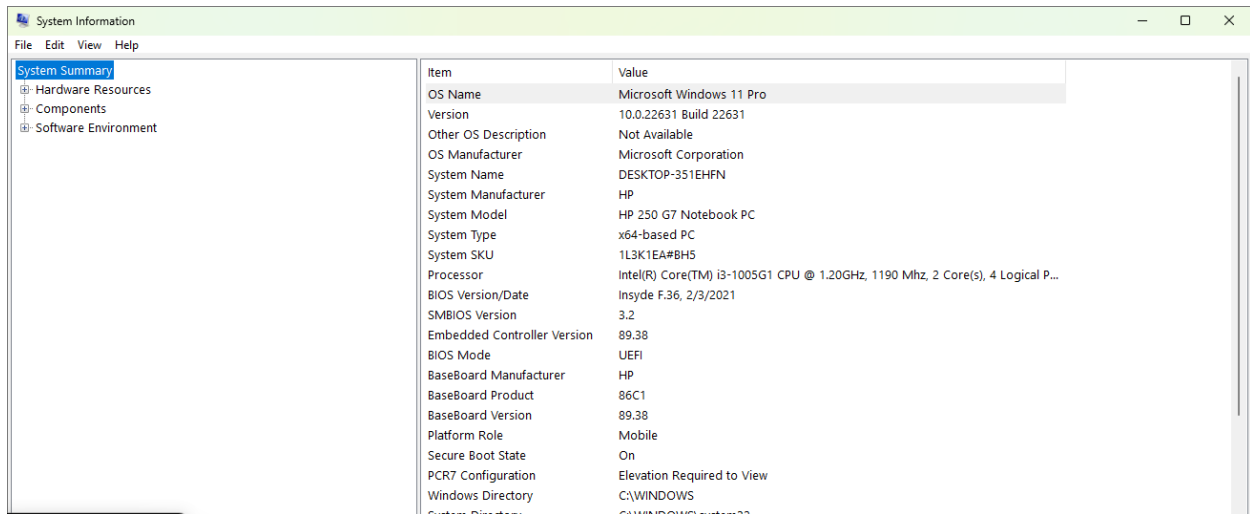 System Information
File Edit View Help
System Summary
Hardware Resources
Components
Software Environment
Item Value
OS Name Microsoft Windows 11 Pro
Version 10.0.22631 Build 22631
Other OS Description Not Available
OS Manufacturer Microsoft Corporation
System Name DESKTOP-351EHFN
System Manufacturer HP
System Model HP 250 G7 Notebook PC
System Type x64-based PC
System SKU 1L3K1EA#BH5
Processor Intel(R) Core(TM) i3-1005G1 CPU @ 1.20GHz, 1190 Mhz, 2 Core(s), 4 Logical P...
BIOS Version/Date Insyde F.36, 2/3/2021
SMBIOS Version 3.2
Embedded Controller Version 89.38
BIOS Mode UEFI
BaseBoard Manufacturer HP
BaseBoard Product 86C1
BaseBoard Version 89.38
Platform Role Mobile
Secure Boot State On
PCR7 Configuration Elevation Required to View
Windows Directory C:\WINDOWS
System Directory C:\WINDOWS\system32